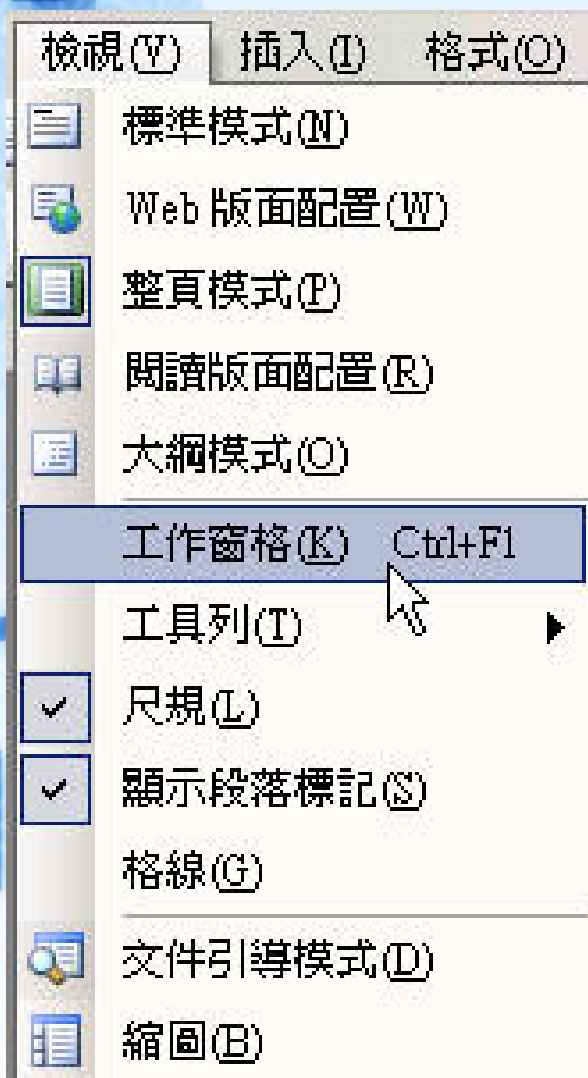 檢視(V) 插入(I) 格式(O)
標準模式(N)
Web 版面配置(W)
整頁模式(P)
閱讀版面配置(R)
大綱模式(O)
工作窗格(K) Ctrl+F1
工具列(T)
尺規(L)
顯示段落標記(S)
格線(G)
文件引導模式(D)
縮圖(B)